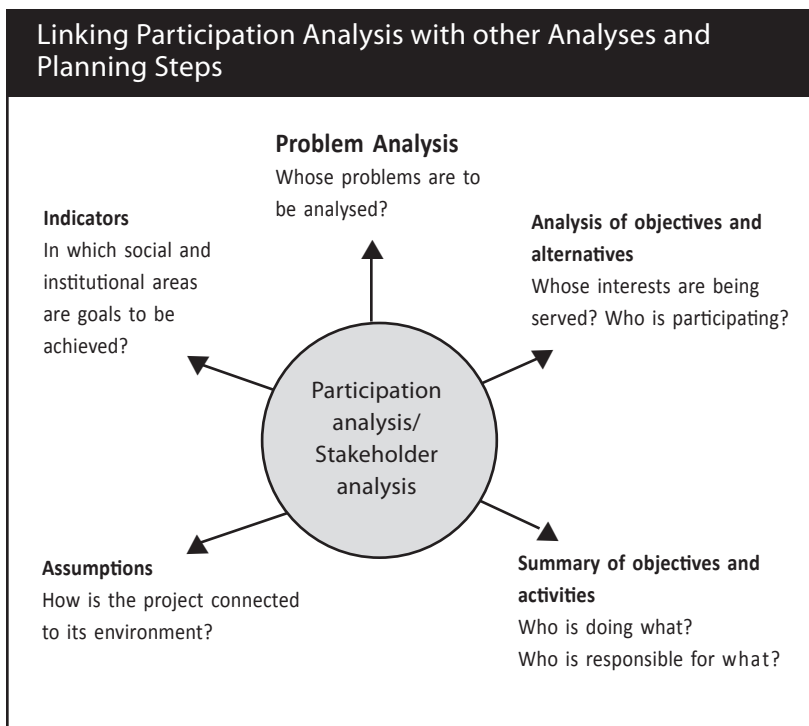 Linking Participation Analysis with other Analyses and
Planning Steps
Problem Analysis
Whose problems are to
be analysed?
Indicators
In which social and
institutional areas
are goals to be
achieved?
Analysis of objectives and
alternatives
Whose interests are being
served? Who is participating?
Participation
analysis/
Stakeholder
analysis
Assumptions
How is the project connected
to its environment?
Summary of objectives and
activities
Who is doing what?
Who is responsible for what?